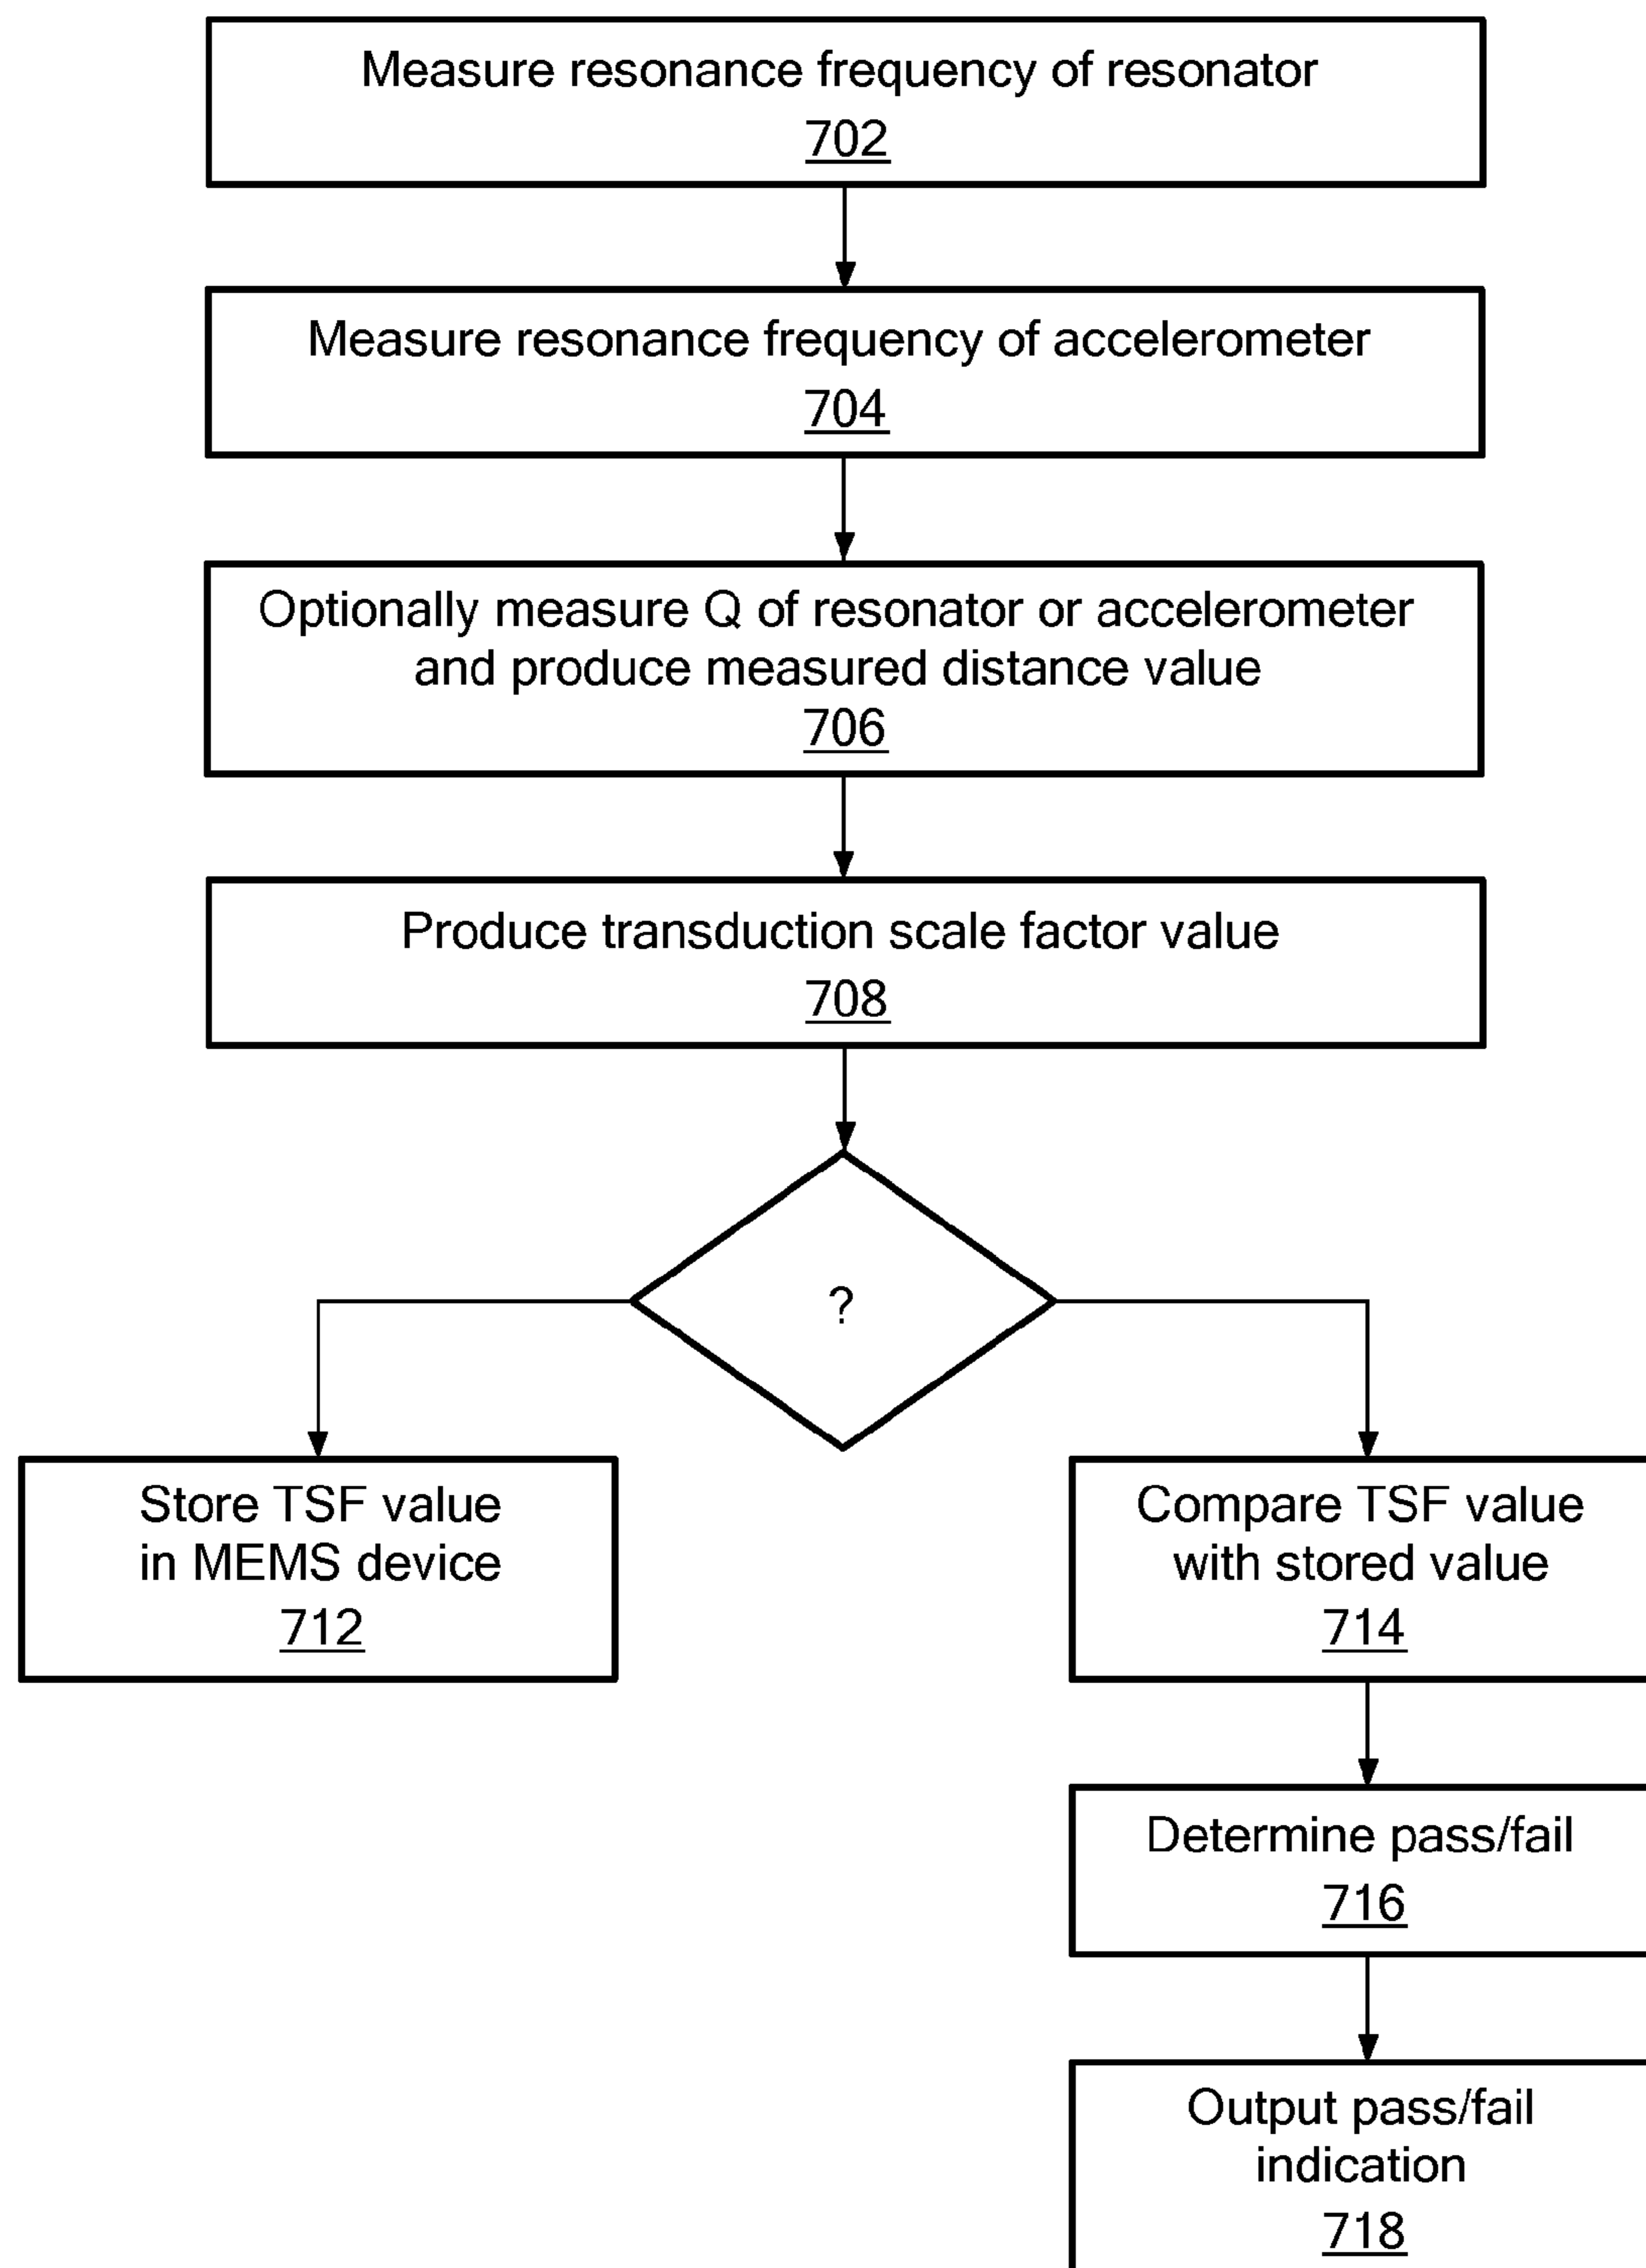 Measure resonance frequency of resonator
702
Measure resonance frequency of accelerometer
704
Optionally measure Q of resonator or accelerometer
and produce measured distance value
706
Produce transduction scale factor value
708
?
Store TSF value
in MEMS device
712
Compare TSF value
with stored value
714
Determine pass/fail
716
Output pass/fail
indication
718